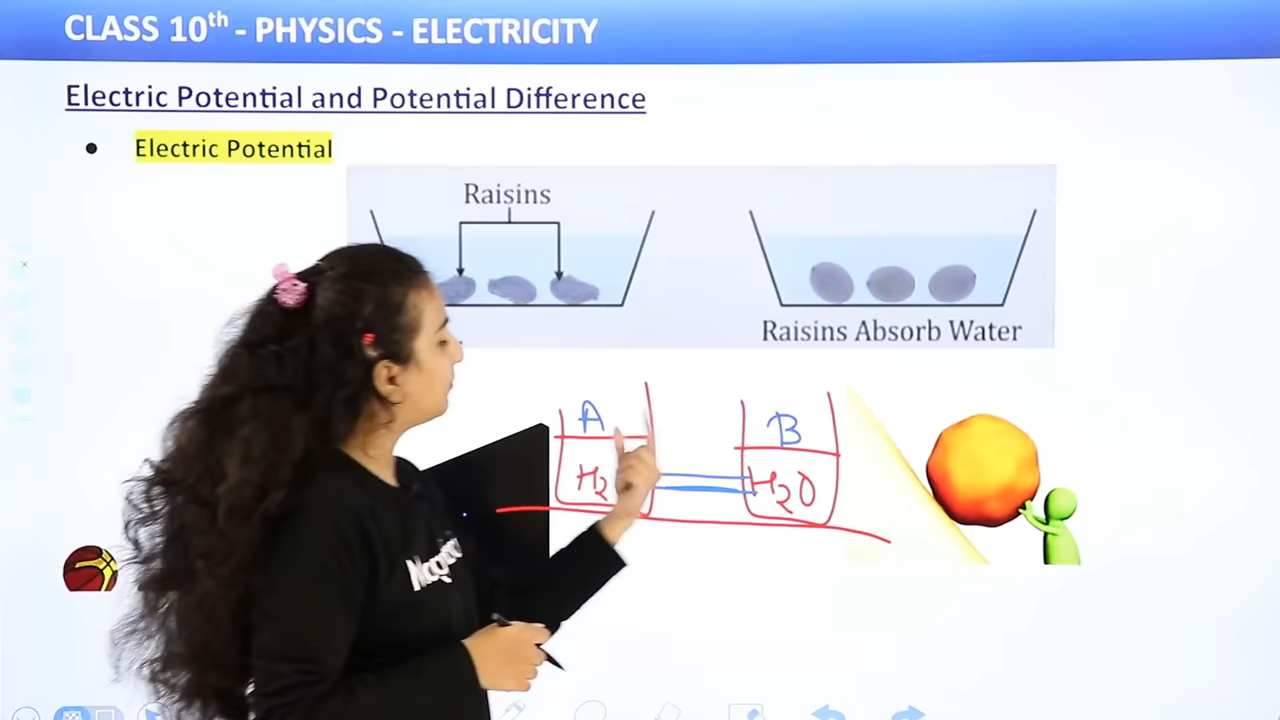 CLASS 10th - PHYSICS - ELECTRICITY
Electric Potential and Potential Difference
● Electric Potential
Raisins
Raisins Absorb Water
A
B
H2
H2O